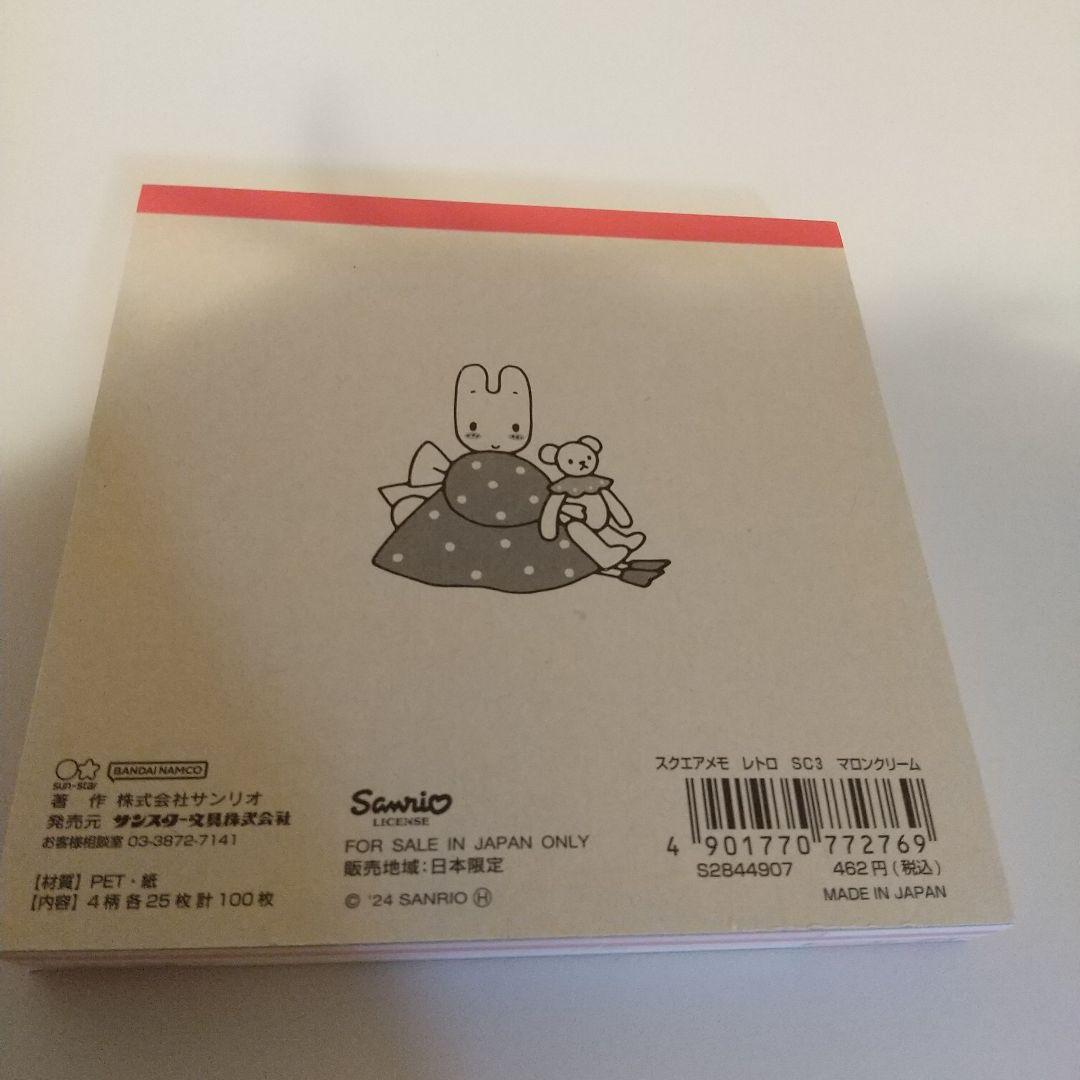 sun-star BANDAI NAMCO
著 作 株式会社サンリオ
発売元 サンスター文具株式会社
お客様相談室 03-3872-7141
【材質】PET・紙
【内容】4柄 各25枚 計100枚
Sanrio
LICENSE
FOR SALE IN JAPAN ONLY
販売地域：日本限定
© '24 SANRIO Ⓗ
スクエアメモ レトロ SC3 マロンクリーム
4 901770 772769
S2844907 462円(税込)
MADE IN JAPAN